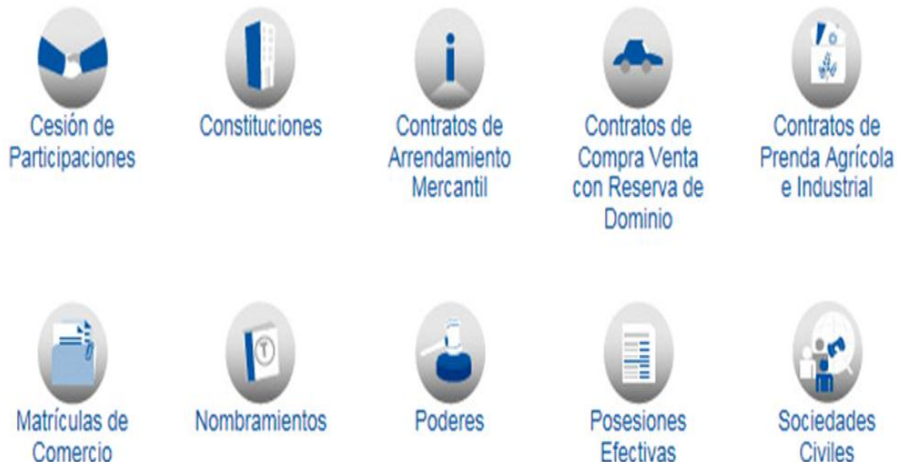 Cesión de
Participaciones
Constituciones
Contratos de
Arrendamiento
Mercantil
Contratos de
Compra Venta
con Reserva de
Dominio
Contratos de
Prenda Agrícola
e Industrial
Matrículas de
Comercio
T
Nombramientos
Poderes
Posesiones
Efectivas
Sociedades
Civiles